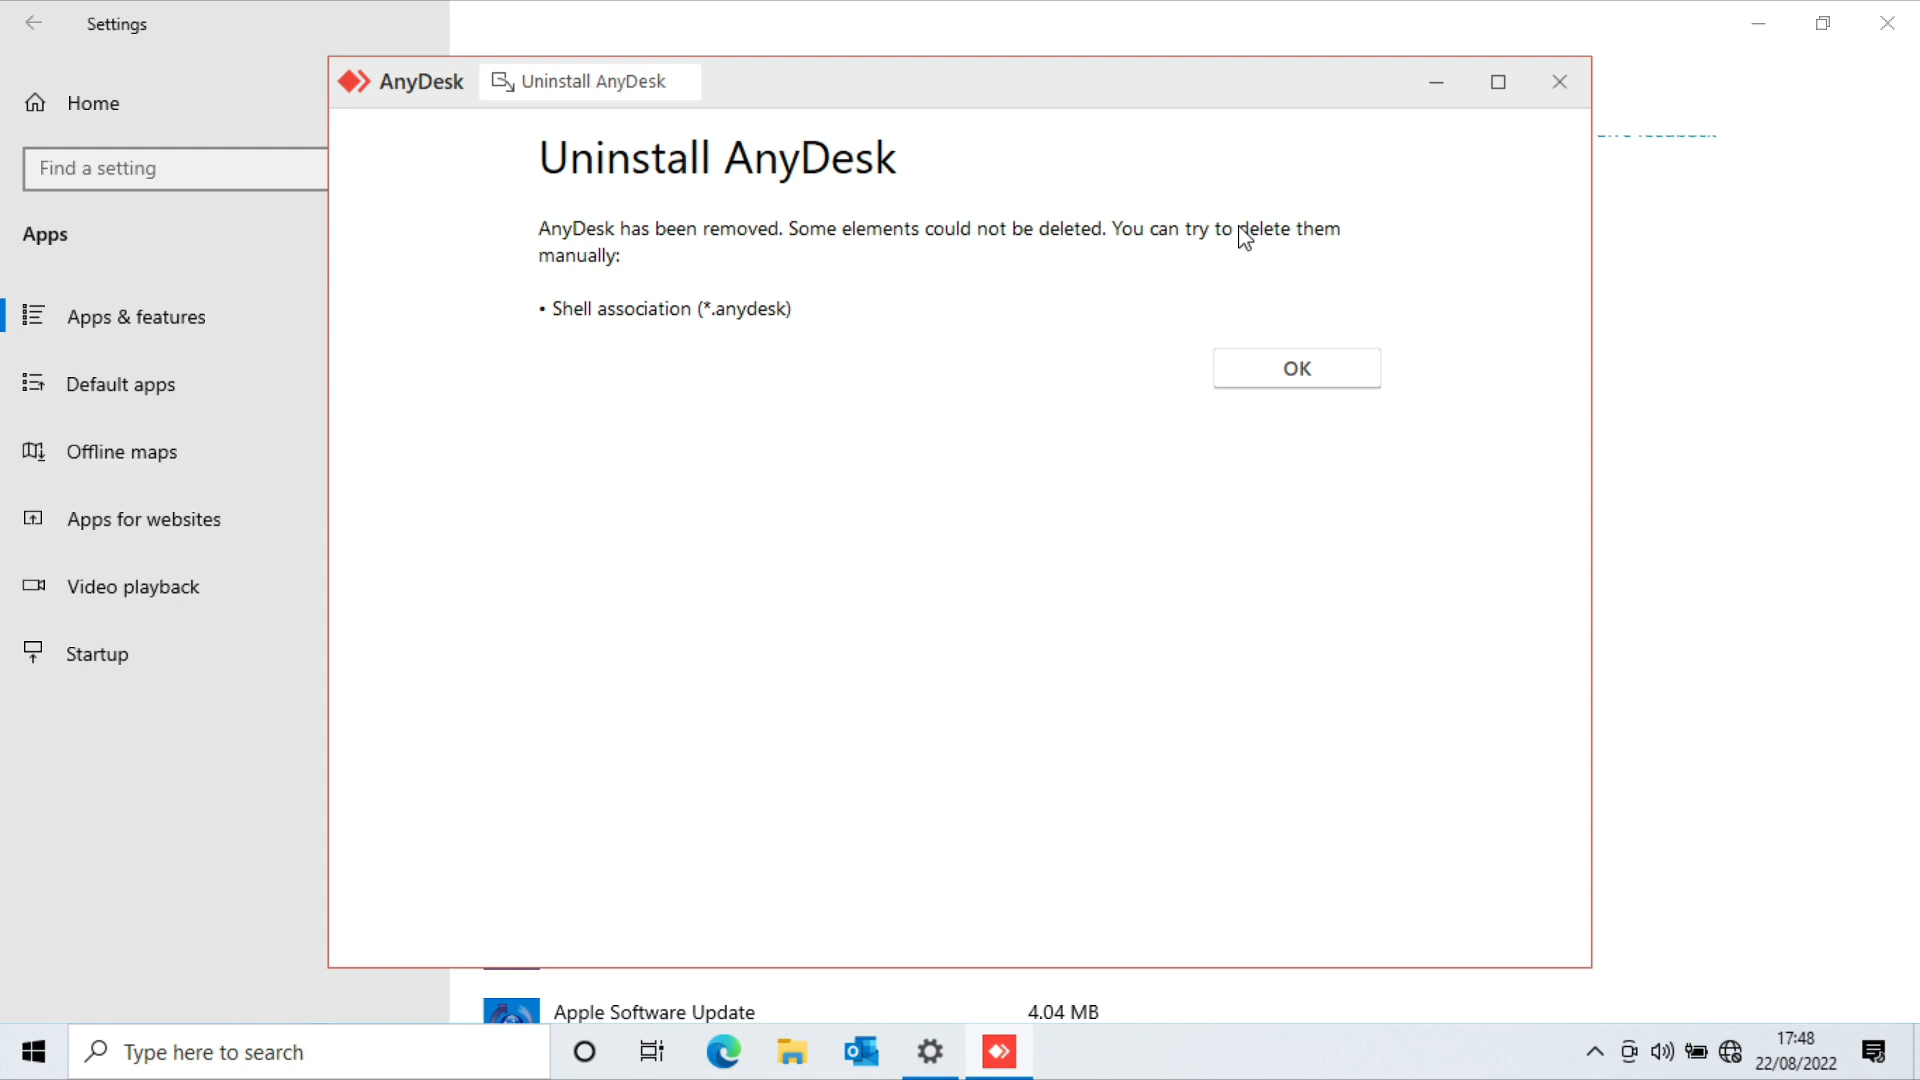 Settings
AnyDesk
Uninstall AnyDesk
Home
Find a setting
Apps
Apps & features
Default apps
Offline maps
Apps for websites
Video playback
Startup
Uninstall AnyDesk
AnyDesk has been removed. Some elements could not be deleted. You can try to delete them
manually:
• Shell association (*.anydesk)
OK
Apple Software Update 4.04 MB
Type here to search
17:48
22/08/2022